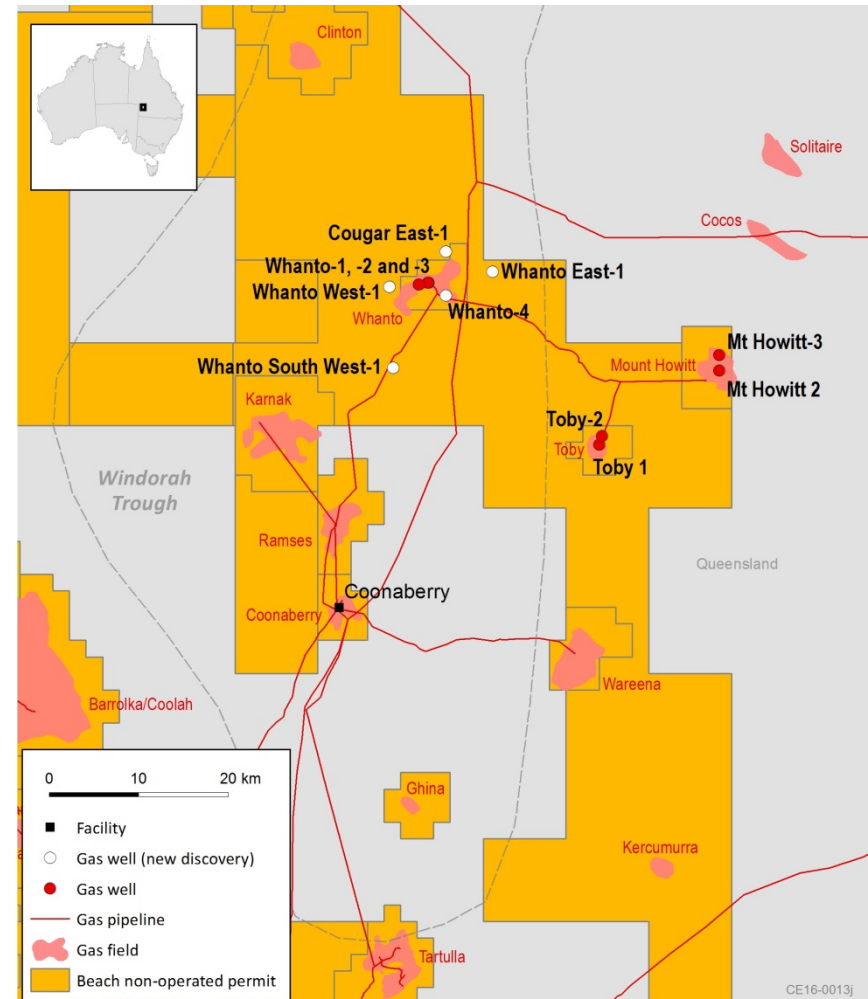 Clinton
Solitaire
Cocos
Cougar East-1
Whanto-1, -2 and -3
Whanto East-1
Whanto West-1
Whanto
Whanto-4
Mt Howitt-3
Mount Howitt
Whanto South West-1
Mt Howitt 2
Karnak
Toby-2
Toby
Toby 1
Windorah
Trough
Ramses
Queensland
Coonaberry
Coonaberry
Wareena
Barrolka/Coolah
Ghina
Kercumurra
Tartulla
0 10 20 km
Facility
Gas well (new discovery)
Gas well
Gas pipeline
Gas field
Beach non-operated permit
CE16-0013j